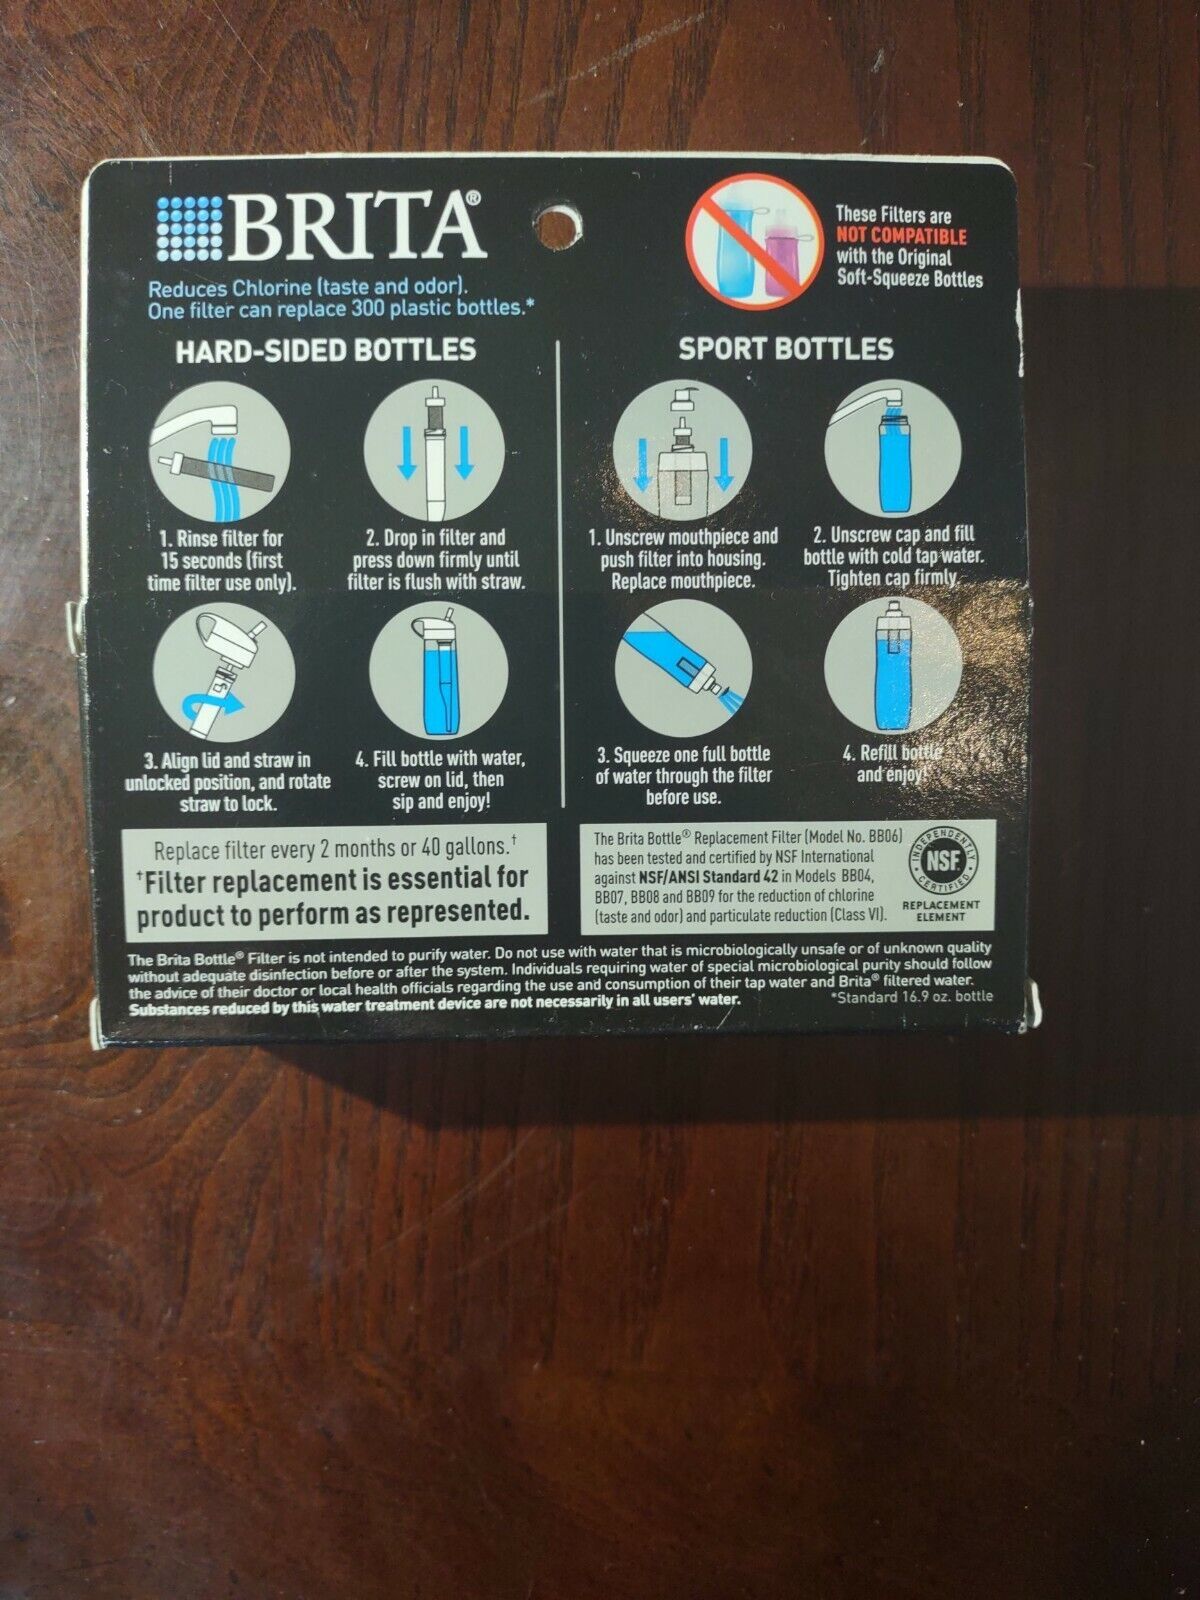 BRITA®
Reduces Chlorine (taste and odor).
One filter can replace 300 plastic bottles.*
These Filters are
NOT COMPATIBLE
with the Original
Soft-Squeeze Bottles
HARD-SIDED BOTTLES
1. Rinse filter for
15 seconds (first
time filter use only).
2. Drop in filter and
press down firmly until
filter is flush with straw.
3. Align lid and straw in
unlocked position, and rotate
straw to lock.
4. Fill bottle with water,
screw on lid, then
sip and enjoy!
SPORT BOTTLES
1. Unscrew mouthpiece and
push filter into housing.
Replace mouthpiece.
2. Unscrew cap and fill
bottle with cold tap water.
Tighten cap firmly.
3. Squeeze one full bottle
of water through the filter
before use.
4. Refill bottle
and enjoy!
Replace filter every 2 months or 40 gallons.†
†Filter replacement is essential for
product to perform as represented.
The Brita Bottle® Replacement Filter (Model No. BB06)
has been tested and certified by NSF International
against NSF/ANSI Standard 42 in Models BB04,
BB07, BB08 and BB09 for the reduction of chlorine
(taste and odor) and particulate reduction (Class VI).
INDEPENDENTLY
NSF
CERTIFIED
REPLACEMENT
ELEMENT
The Brita Bottle® Filter is not intended to purify water. Do not use with water that is microbiologically unsafe or of unknown quality
without adequate disinfection before or after the system. Individuals requiring water of special microbiological purity should follow
the advice of their doctor or local health officials regarding the use and consumption of their tap water and Brita® filtered water.
Substances reduced by this water treatment device are not necessarily in all users' water.
*Standard 16.9 oz. bottle